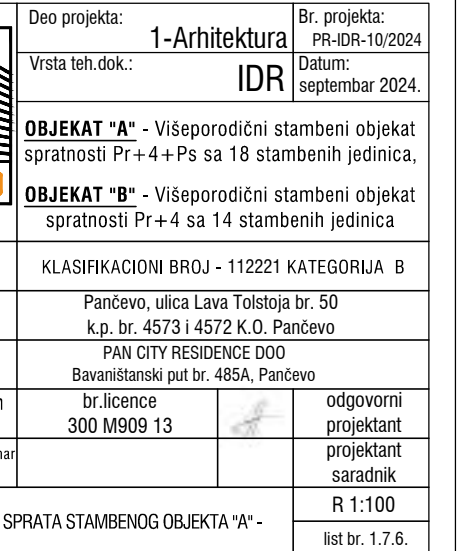 Deo projekta:
1-Arhitektura
Br. projekta:
PR-IDR-10/2024
Vrsta teh.dok.:
IDR
Datum:
septembar 2024.
OBJEKAT "A" - Višeporodični stambeni objekat
spratnosti Pr+4+Ps sa 18 stambenih jedinica,
OBJEKAT "B" - Višeporodični stambeni objekat
spratnosti Pr+4 sa 14 stambenih jedinica
KLASIFIKACIONI BROJ - 112221 KATEGORIJA B
Pančevo, ulica Lava Tolstoja br. 50
k.p. br. 4573 i 4572 K.O. Pančevo
PAN CITY RESIDENCE DOO
Bavaništanski put br. 485A, Pančevo
br.licence
300 M909 13
odgovorni
projektant
projektant
saradnik
SPRATA STAMBENOG OBJEKTA "A" -
R 1:100
list br. 1.7.6.